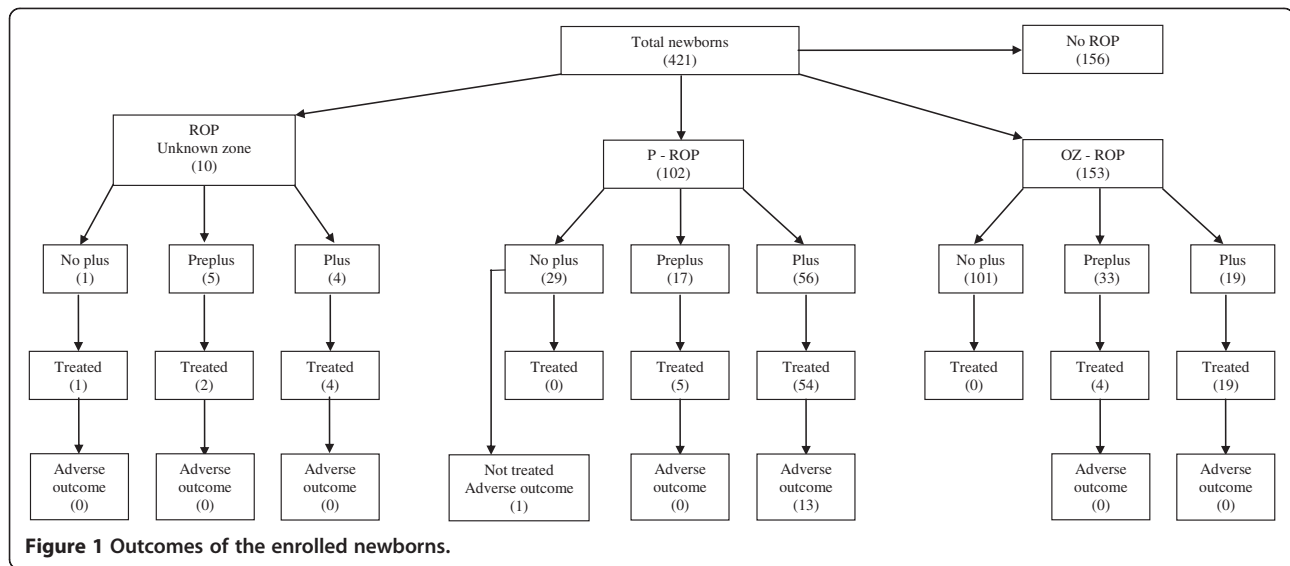 Total newborns
(421)
No ROP
(156)
ROP
Unknown zone
(10)
P - ROP
(102)
OZ - ROP
(153)
No plus
(1)
Preplus
(5)
Plus
(4)
No plus
(29)
Preplus
(17)
Plus
(56)
No plus
(101)
Preplus
(33)
Plus
(19)
Treated
(1)
Treated
(2)
Treated
(4)
Treated
(0)
Treated
(5)
Treated
(54)
Treated
(0)
Treated
(4)
Treated
(19)
Adverse
outcome
(0)
Adverse
outcome
(0)
Adverse
outcome
(0)
Not treated
Adverse outcome
(1)
Adverse
outcome
(0)
Adverse
outcome
(13)
Adverse
outcome
(0)
Adverse
outcome
(0)
Figure 1 Outcomes of the enrolled newborns.